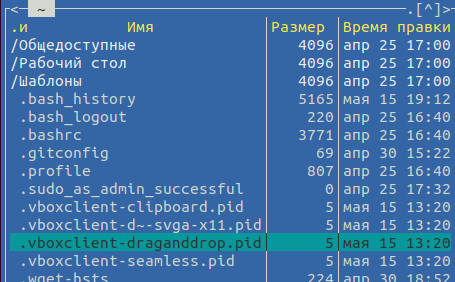 <─ ~ .[^]>
.и Имя Размер Время правки
/Общедоступные 4096 апр 25 17:00
/Рабочий стол 4096 апр 25 17:00
/Шаблоны 4096 апр 25 17:00
.bash_history 5165 мая 15 19:12
.bash_logout 220 апр 25 16:40
.bashrc 3771 апр 25 16:40
.gitconfig 69 апр 30 15:22
.profile 807 апр 25 16:40
.sudo_as_admin_successful 0 апр 25 17:32
.vboxclient-clipboard.pid 5 мая 15 13:20
.vboxclient-d~-svga-x11.pid 5 мая 15 13:20
.vboxclient-draganddrop.pid 5 мая 15 13:20
.vboxclient-seamless.pid 5 мая 15 13:20
.wget-hsts 224 апр 30 18:52